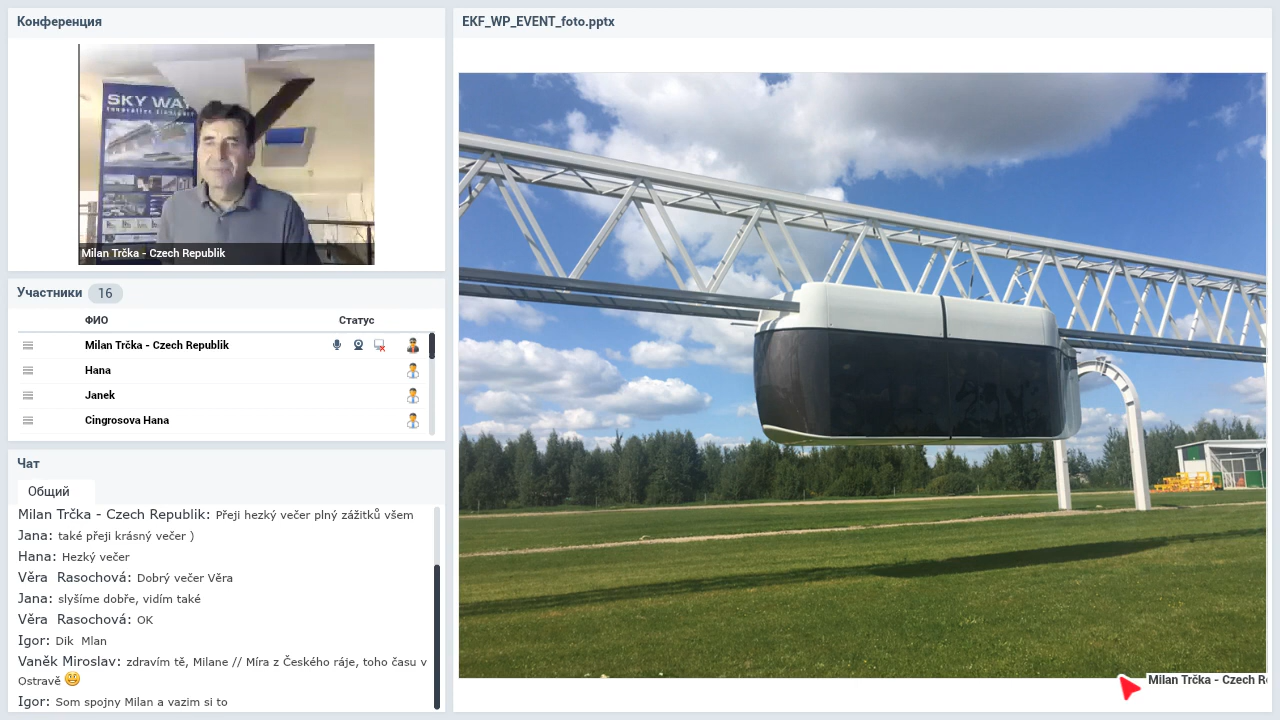 Конференция
SKY WAY
Milan Trčka - Czech Republik
Участники 16
ФИО Статус
Milan Trčka - Czech Republik
Hana
Janek
Cingrosova Hana
Чат
Общий
Milan Trčka - Czech Republik: Přeji hezký večer plný zážitků všem
Jana: také přeji krásný večer )
Hana: Hezký večer
Věra Rasochová: Dobrý večer Věra
Jana: slyšíme dobře, vidím také
Věra Rasochová: OK
Igor: Dik Mlan
Vaněk Miroslav: zdravím tě, Milane // Míra z Českého ráje, toho času v
Ostravě
Igor: Som spojny Milan a vazim si to
EKF_WP_EVENT_foto.pptx
Milan Trčka - Czech Re